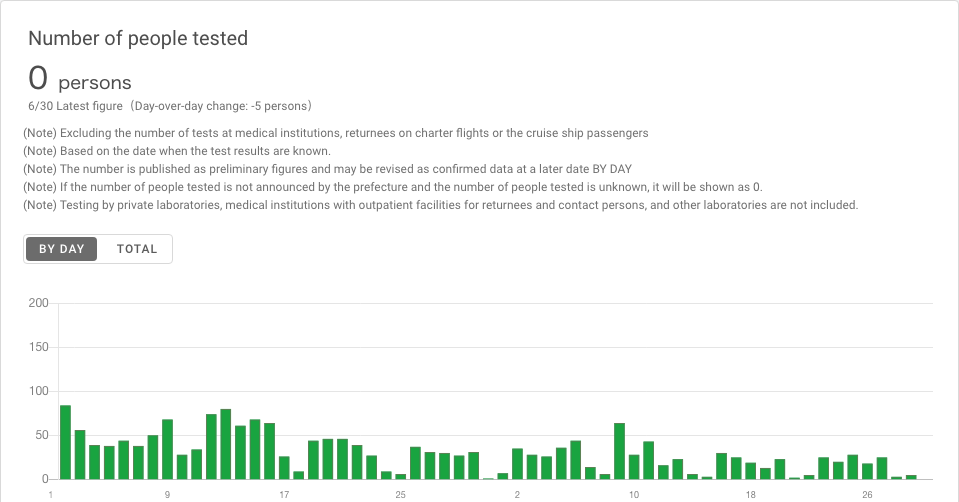 Number of people tested
0 persons
6/30 Latest figure（Day-over-day change: -5 persons）
(Note) Excluding the number of tests at medical institutions, returnees on charter flights or the cruise ship passengers
(Note) Based on the date when the test results are known.
(Note) The number is published as preliminary figures and may be revised as confirmed data at a later date BY DAY
(Note) If the number of people tested is not announced by the prefecture and the number of people tested is unknown, it will be shown as 0.
(Note) Testing by private laboratories, medical institutions with outpatient facilities for returnees and contact persons, and other laboratories are not included.
BY DAY TOTAL
200
150
100
50
0
1 9 17 25 2 10 18 26